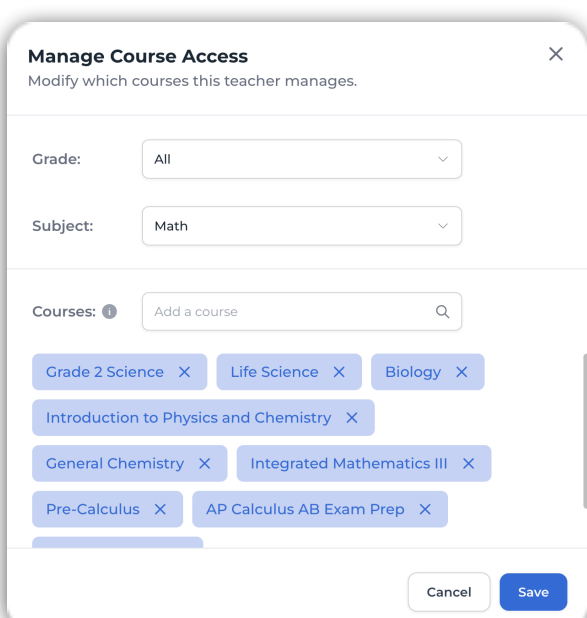 Manage Course Access
Modify which courses this teacher manages.
Grade: All
Subject: Math
Courses: i Add a course
Grade 2 Science Life Science Biology
Introduction to Physics and Chemistry
General Chemistry Integrated Mathematics III
Pre-Calculus AP Calculus AB Exam Prep
Cancel Save